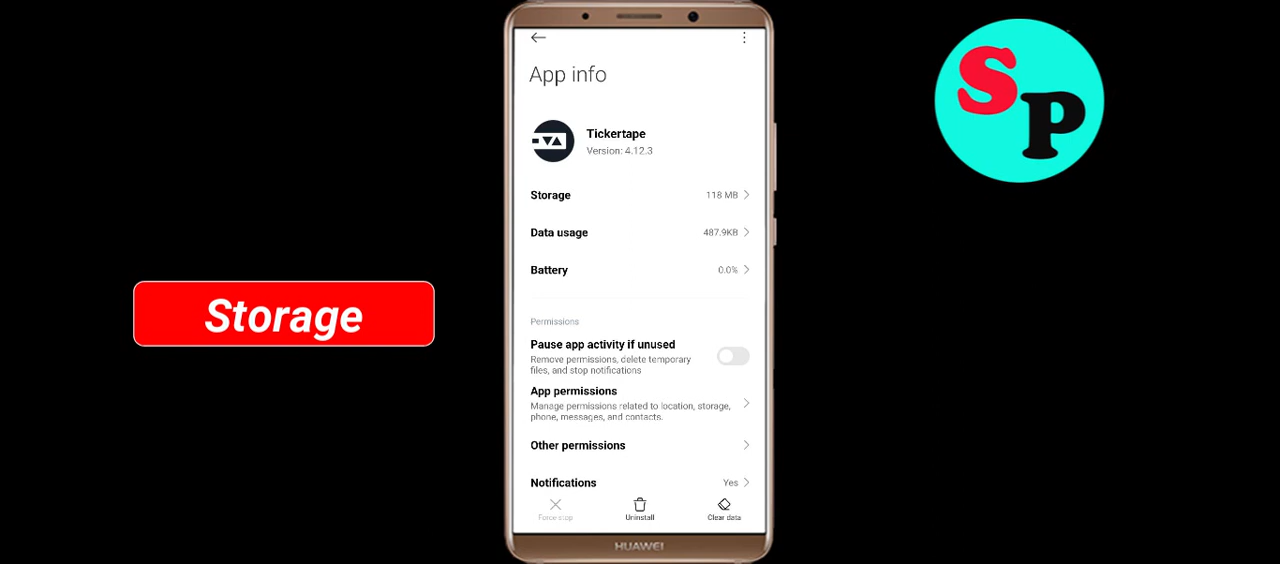 App info
Tickertape
Version: 4.12.3
Storage 118 MB
Data usage 487.9KB
Battery 0.0%
Permissions
Pause app activity if unused
Remove permissions, delete temporary
files, and stop notifications
App permissions
Manage permissions related to location, storage,
phone, messages, and contacts.
Other permissions
Notifications Yes
Force stop Uninstall Clear data
HUAWEI
Storage
SP